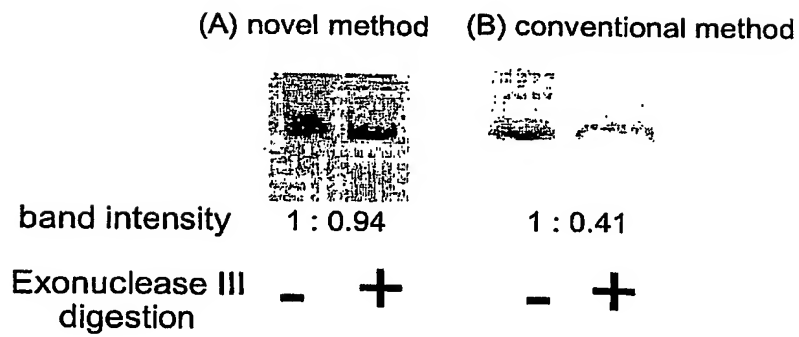 (A) novel method (B) conventional method
band intensity 1 : 0.94 1 : 0.41
Exonuclease III digestion - + - +